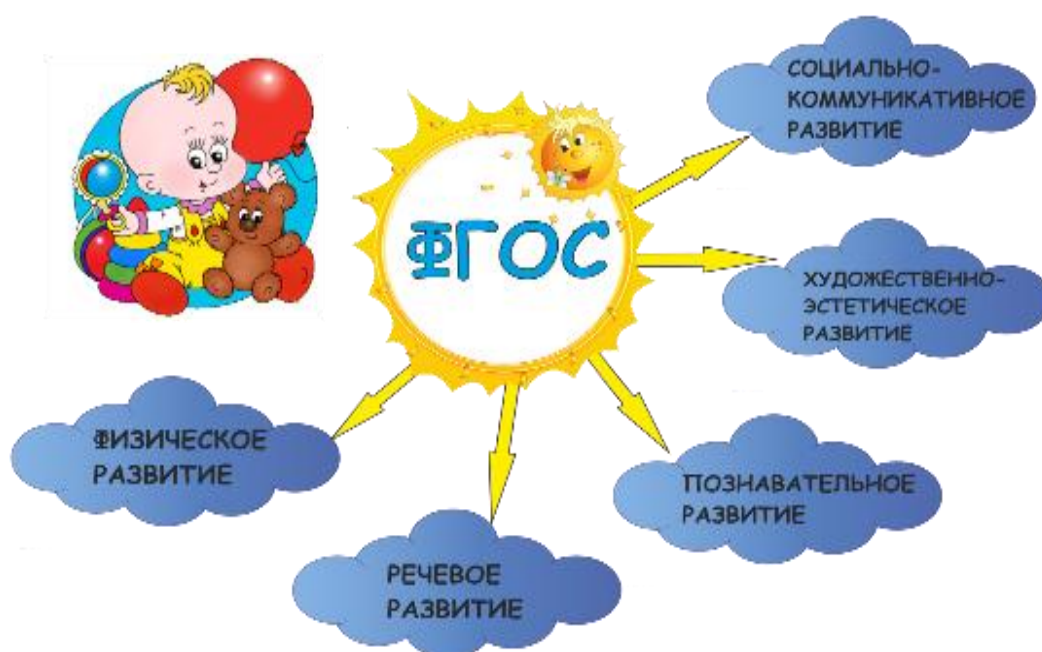 СОЦИАЛЬНО-
КОММУНИКАТИВНОЕ
РАЗВИТИЕ
ФГОС
ХУДОЖЕСТВЕННО-
ЭСТЕТИЧЕСКОЕ
РАЗВИТИЕ
ФИЗИЧЕСКОЕ
РАЗВИТИЕ
ПОЗНАВАТЕЛЬНОЕ
РАЗВИТИЕ
РЕЧЕВОЕ
РАЗВИТИЕ